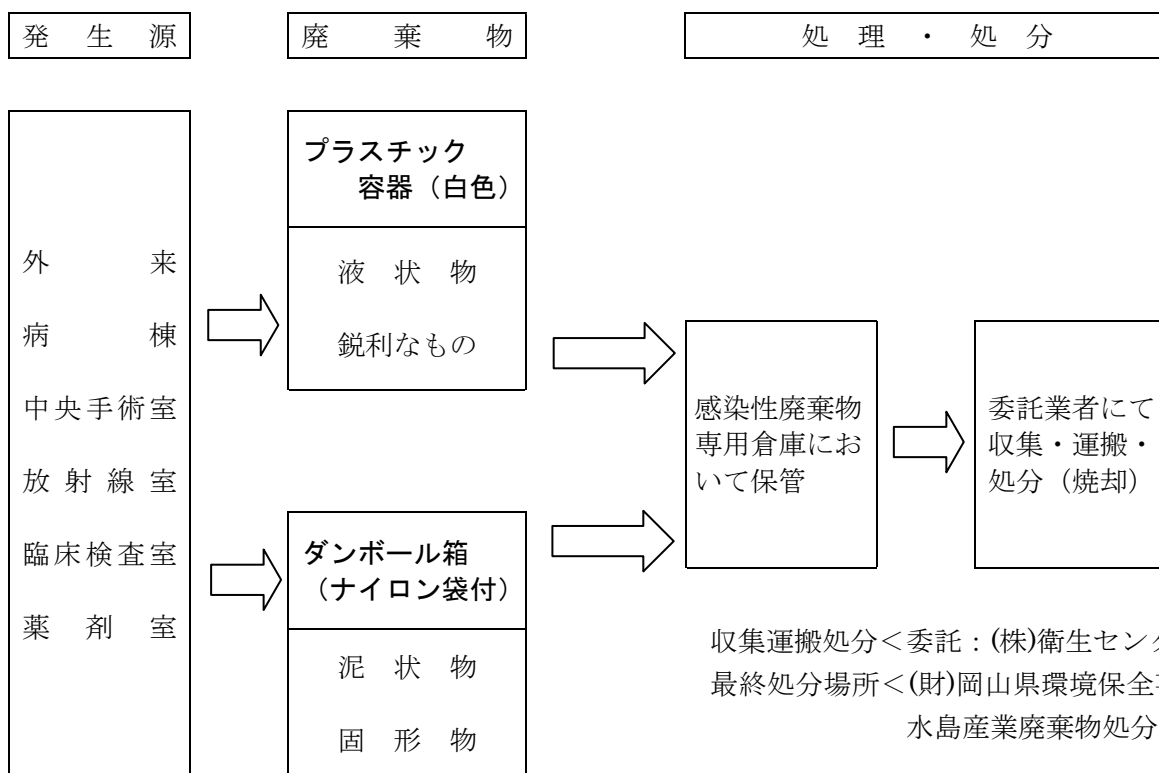 発生源
廃棄物
処理・処分
外来
病棟
中央手術室
放射線室
臨床検査室
薬剤室
プラスチック
容器（白色）
液状物
鋭利なもの
ダンボール箱
（ナイロン袋付）
泥状物
固形物
感染性廃棄物
専用倉庫にお
いて保管
委託業者にて
収集・運搬・
処分（焼却）
収集運搬処分＜委託：(株)衛生センタ
最終処分場所＜(財)岡山県環境保全
水島産業廃棄物処分